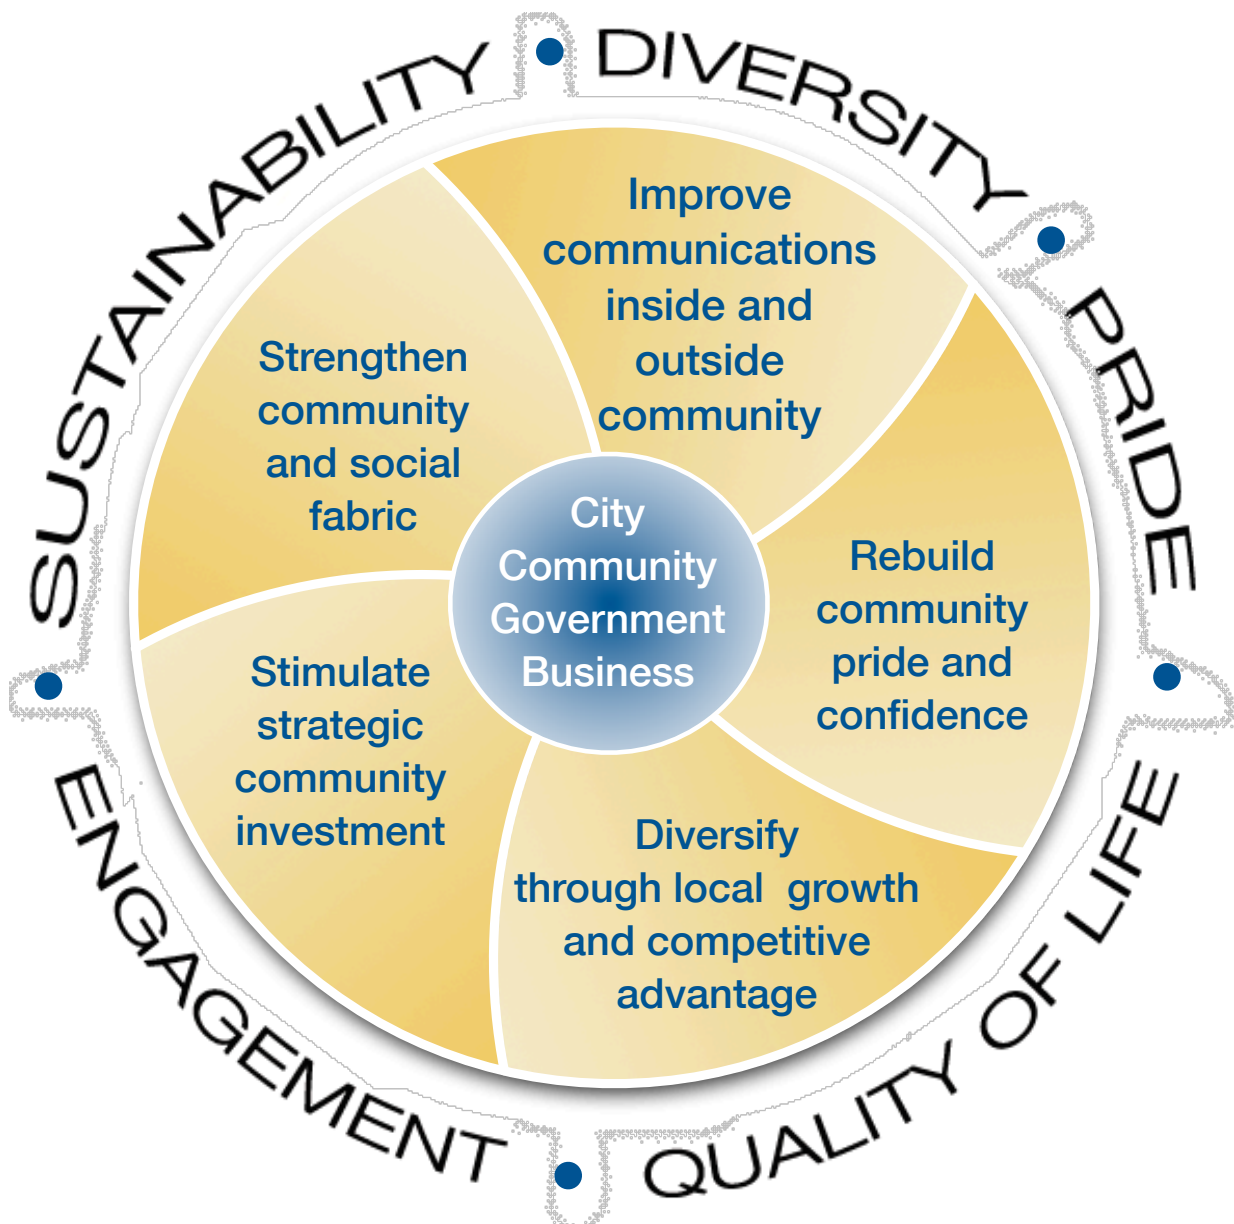 SUSTAINABILITY
DIVERSITY
PRIDE
QUALITY OF LIFE
ENGAGEMENT
Improve
communications
inside and
outside
community
Rebuild
community
pride and
confidence
Diversify
through local growth
and competitive
advantage
Stimulate
strategic
community
investment
Strengthen
community
and social
fabric
City
Community
Government
Business